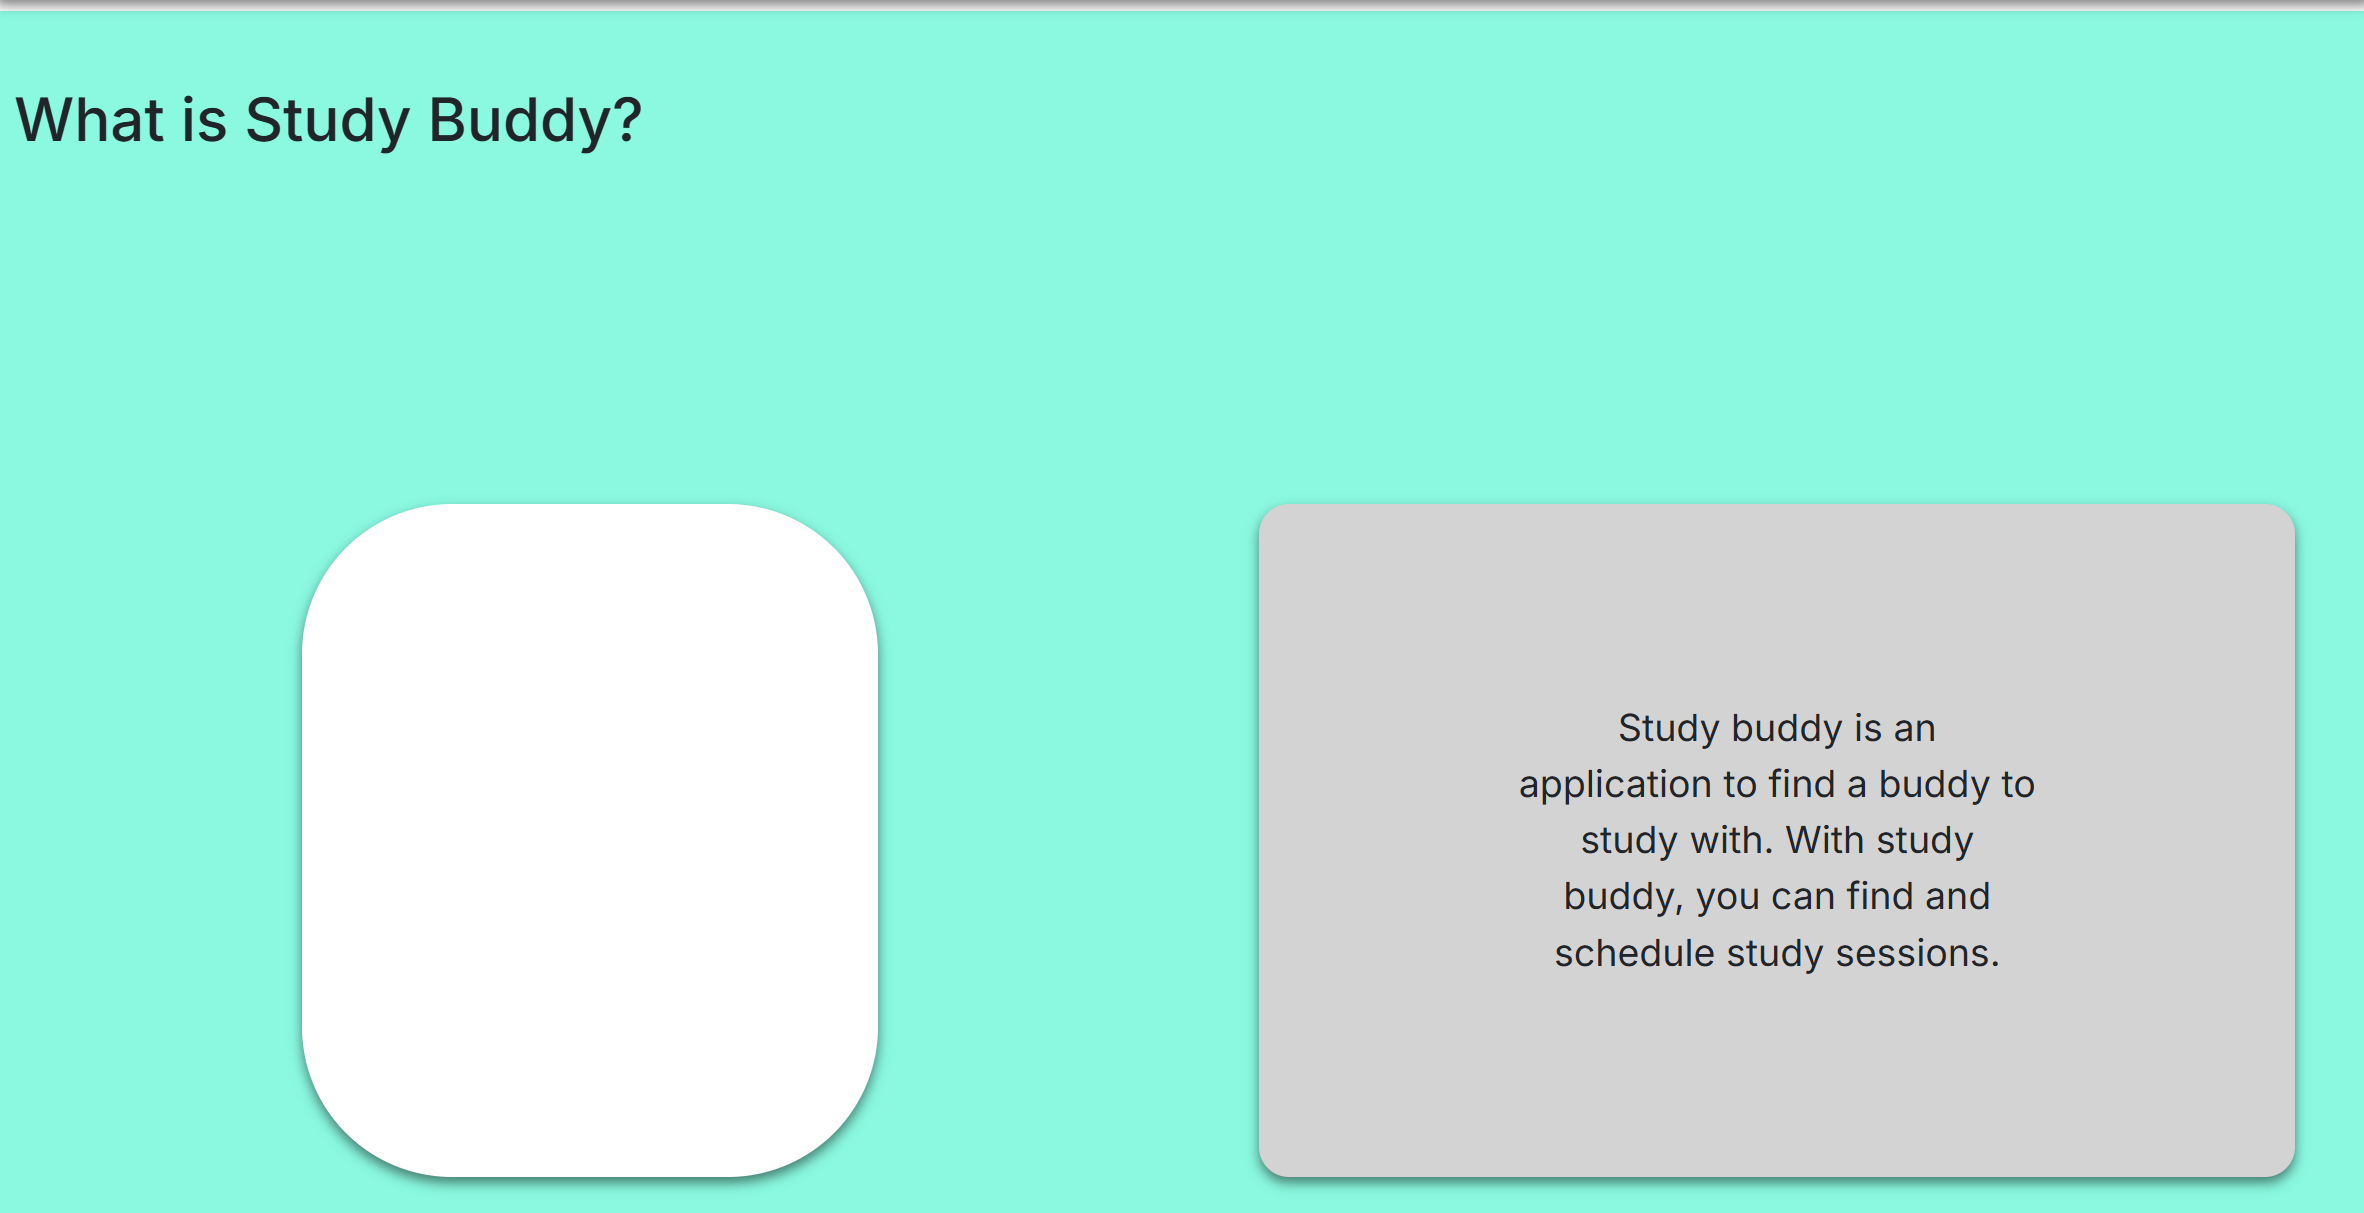 What is Study Buddy?
Study buddy is an
application to find a buddy to
study with. With study
buddy, you can find and
schedule study sessions.